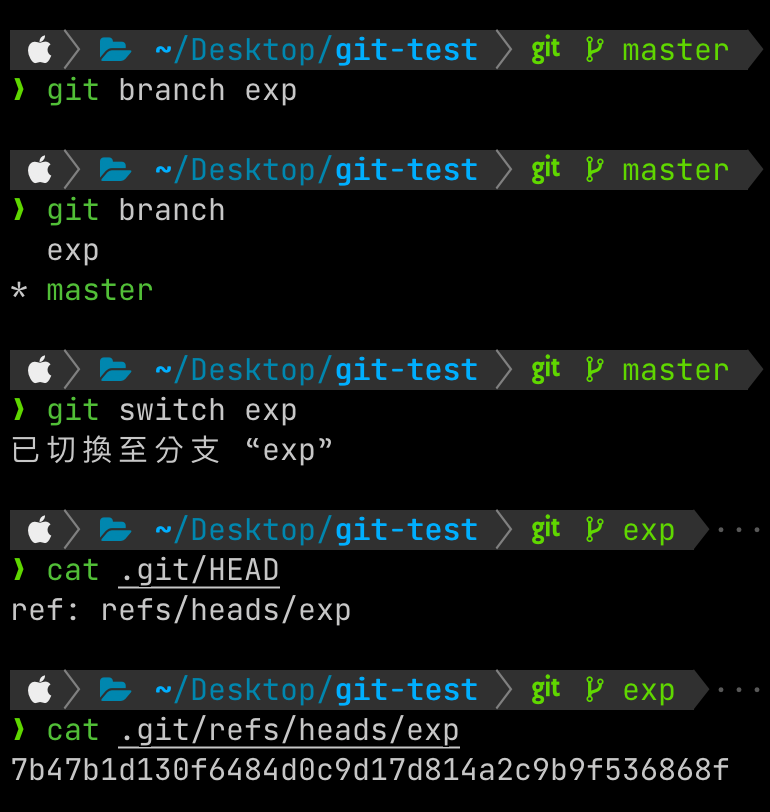 ~/Desktop/git-test git master
❯ git branch exp
~/Desktop/git-test git master
❯ git branch
exp
* master
~/Desktop/git-test git master
❯ git switch exp
已切換至分支 “exp”
~/Desktop/git-test git exp ···
❯ cat .git/HEAD
ref: refs/heads/exp
~/Desktop/git-test git exp ···
❯ cat .git/refs/heads/exp
7b47b1d130f6484d0c9d17d814a2c9b9f536868f